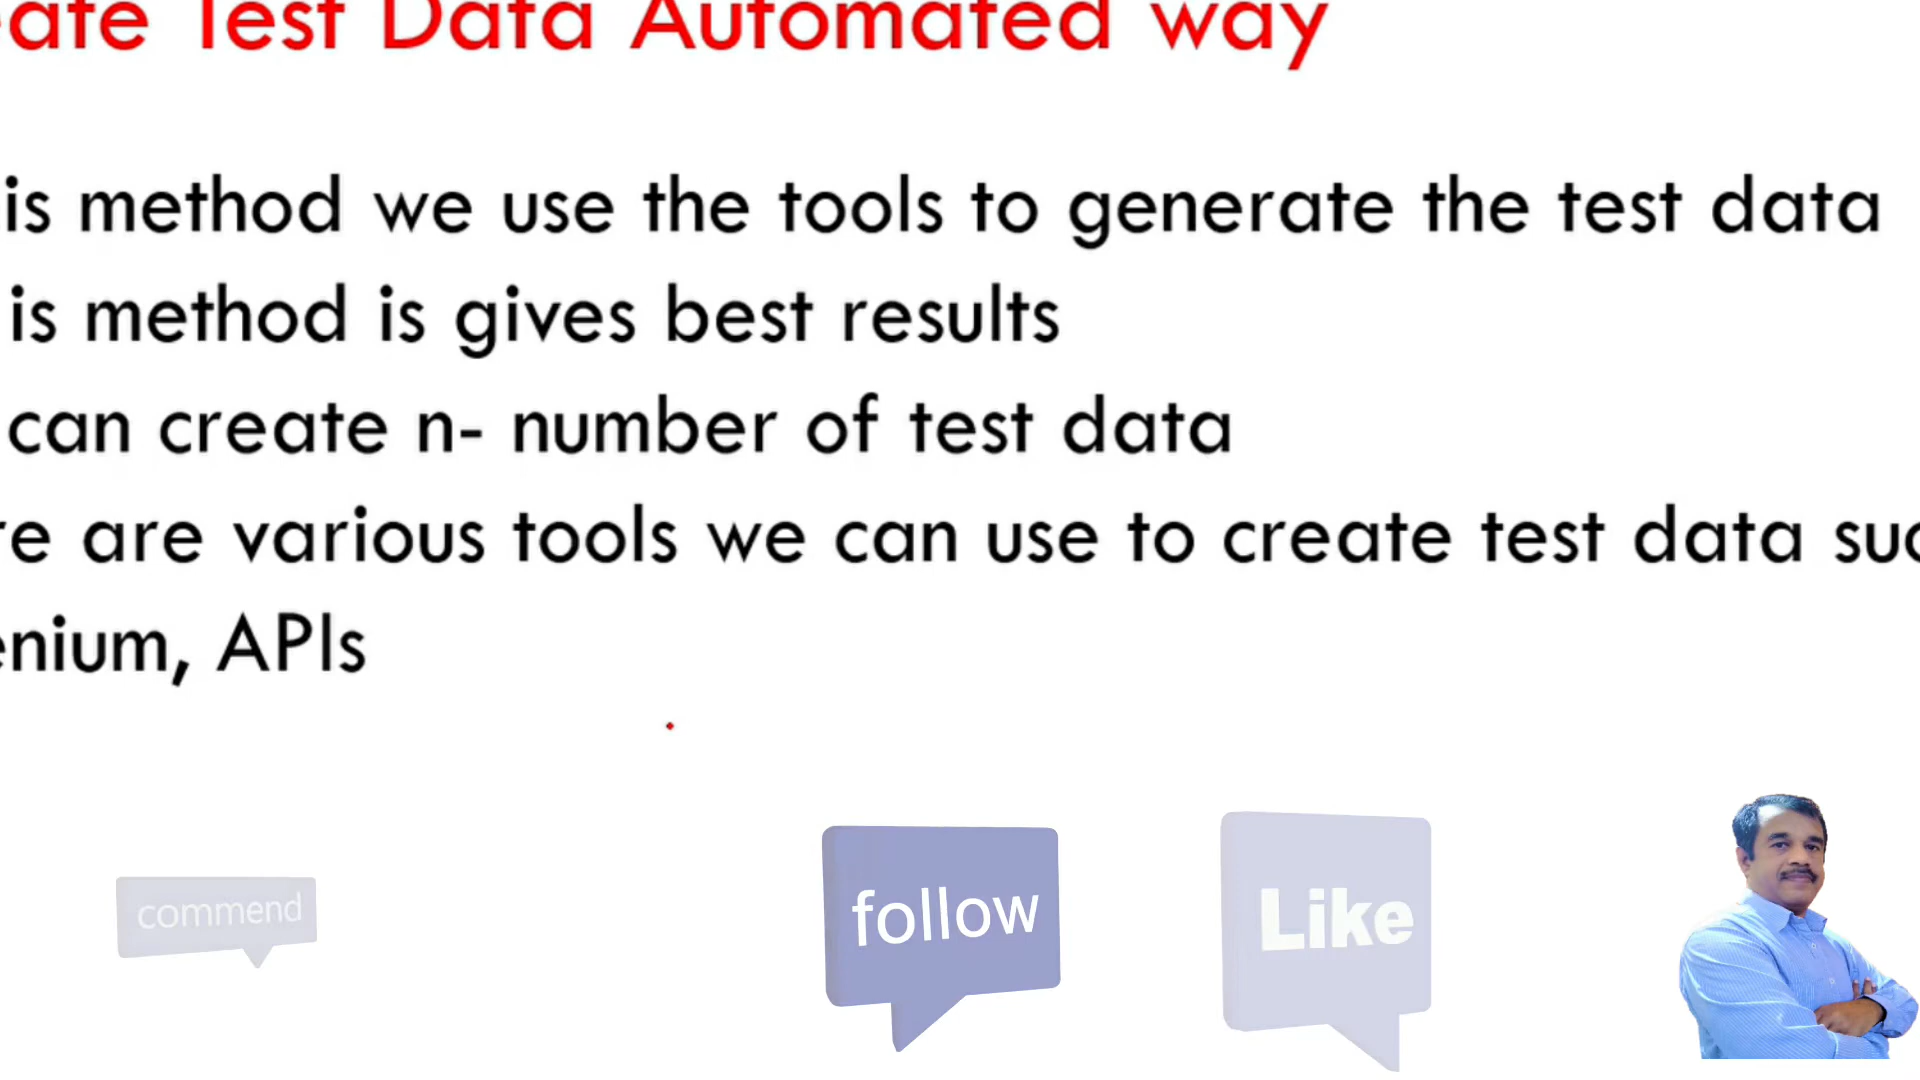 eate Test Data Automated way
is method we use the tools to generate the test data
is method is gives best results
can create n- number of test data
re are various tools we can use to create test data suc
enium, APIs
commend
follow
Like